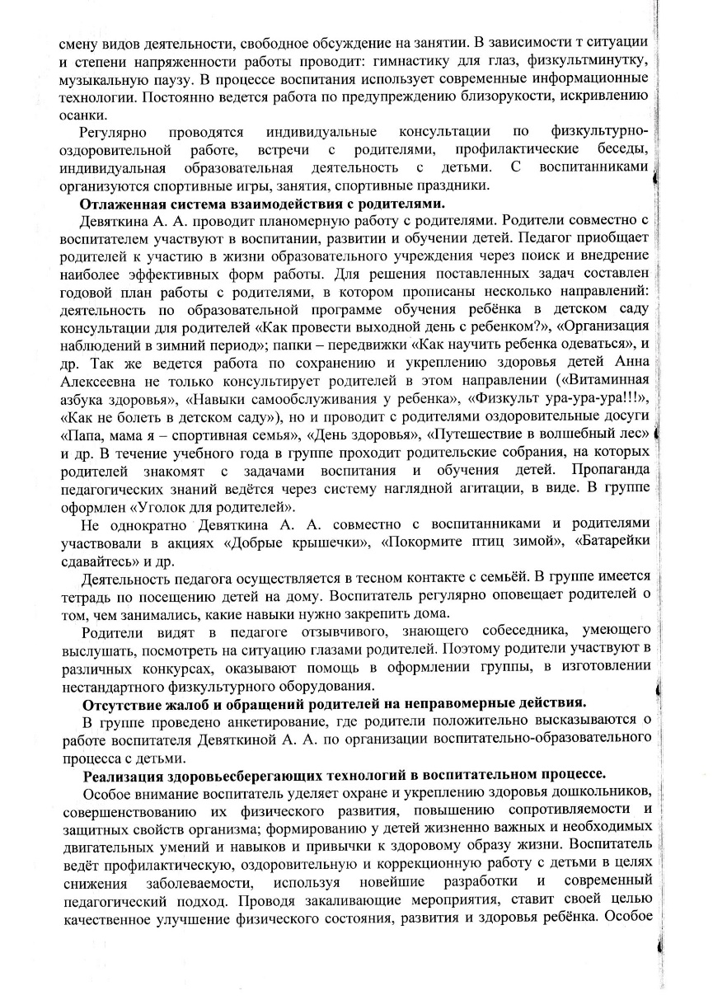 смену видов деятельности, свободное обсуждение на занятии. В зависимости т ситуации
и степени напряженности работы проводит: гимнастику для глаз, физкультминутку,
музыкальную паузу. В процессе воспитания использует современные информационные
технологии. Постоянно ведется работа по предупреждению близорукости, искривлению
осанки.
Регулярно проводятся индивидуальные консультации по физкультурно-
оздоровительной работе, встречи с родителями, профилактические беседы,
индивидуальная образовательная деятельность с детьми. С воспитанниками
организуются спортивные игры, занятия, спортивные праздники.
Отлаженная система взаимодействия с родителями.
Девяткина А. А. проводит планомерную работу с родителями. Родители совместно с
воспитателем участвуют в воспитании, развитии и обучении детей. Педагог приобщает
родителей к участию в жизни образовательного учреждения через поиск и внедрение
наиболее эффективных форм работы. Для решения поставленных задач составлен
годовой план работы с родителями, в котором прописаны несколько направлений:
деятельность по образовательной программе обучения ребёнка в детском саду
консультации для родителей «Как провести выходной день с ребенком?», «Организация
наблюдений в зимний период»; папки – передвижки «Как научить ребенка одеваться», и
др. Так же ведется работа по сохранению и укреплению здоровья детей Анна
Алексеевна не только консультирует родителей в этом направлении («Витаминная
азбука здоровья», «Навыки самообслуживания у ребенка», «Физкульт ура-ура-ура!!!»,
«Как не болеть в детском саду»), но и проводит с родителями оздоровительные досуги
«Папа, мама я – спортивная семья», «День здоровья», «Путешествие в волшебный лес»
и др. В течение учебного года в группе проходит родительские собрания, на которых
родителей знакомят с задачами воспитания и обучения детей. Пропаганда
педагогических знаний ведётся через систему наглядной агитации, в виде. В группе
оформлен «Уголок для родителей».
Не однократно Девяткина А. А. совместно с воспитанниками и родителями
участвовали в акциях «Добрые крышечки», «Покормите птиц зимой», «Батарейки
сдавайтесь» и др.
Деятельность педагога осуществляется в тесном контакте с семьёй. В группе имеется
тетрадь по посещению детей на дому. Воспитатель регулярно оповещает родителей о
том, чем занимались, какие навыки нужно закрепить дома.
Родители видят в педагоге отзывчивого, знающего собеседника, умеющего
выслушать, посмотреть на ситуацию глазами родителей. Поэтому родители участвуют в
различных конкурсах, оказывают помощь в оформлении группы, в изготовлении
нестандартного физкультурного оборудования.
Отсутствие жалоб и обращений родителей на неправомерные действия.
В группе проведено анкетирование, где родители положительно высказываются о
работе воспитателя Девяткиной А. А. по организации воспитательно-образовательного
процесса с детьми.
Реализация здоровьесберегающих технологий в воспитательном процессе.
Особое внимание воспитатель уделяет охране и укреплению здоровья дошкольников,
совершенствованию их физического развития, повышению сопротивляемости и
защитных свойств организма; формированию у детей жизненно важных и необходимых
двигательных умений и навыков и привычки к здоровому образу жизни. Воспитатель
ведёт профилактическую, оздоровительную и коррекционную работу с детьми в целях
снижения заболеваемости, используя новейшие разработки и современный
педагогический подход. Проводя закаливающие мероприятия, ставит своей целью
качественное улучшение физического состояния, развития и здоровья ребёнка. Особое